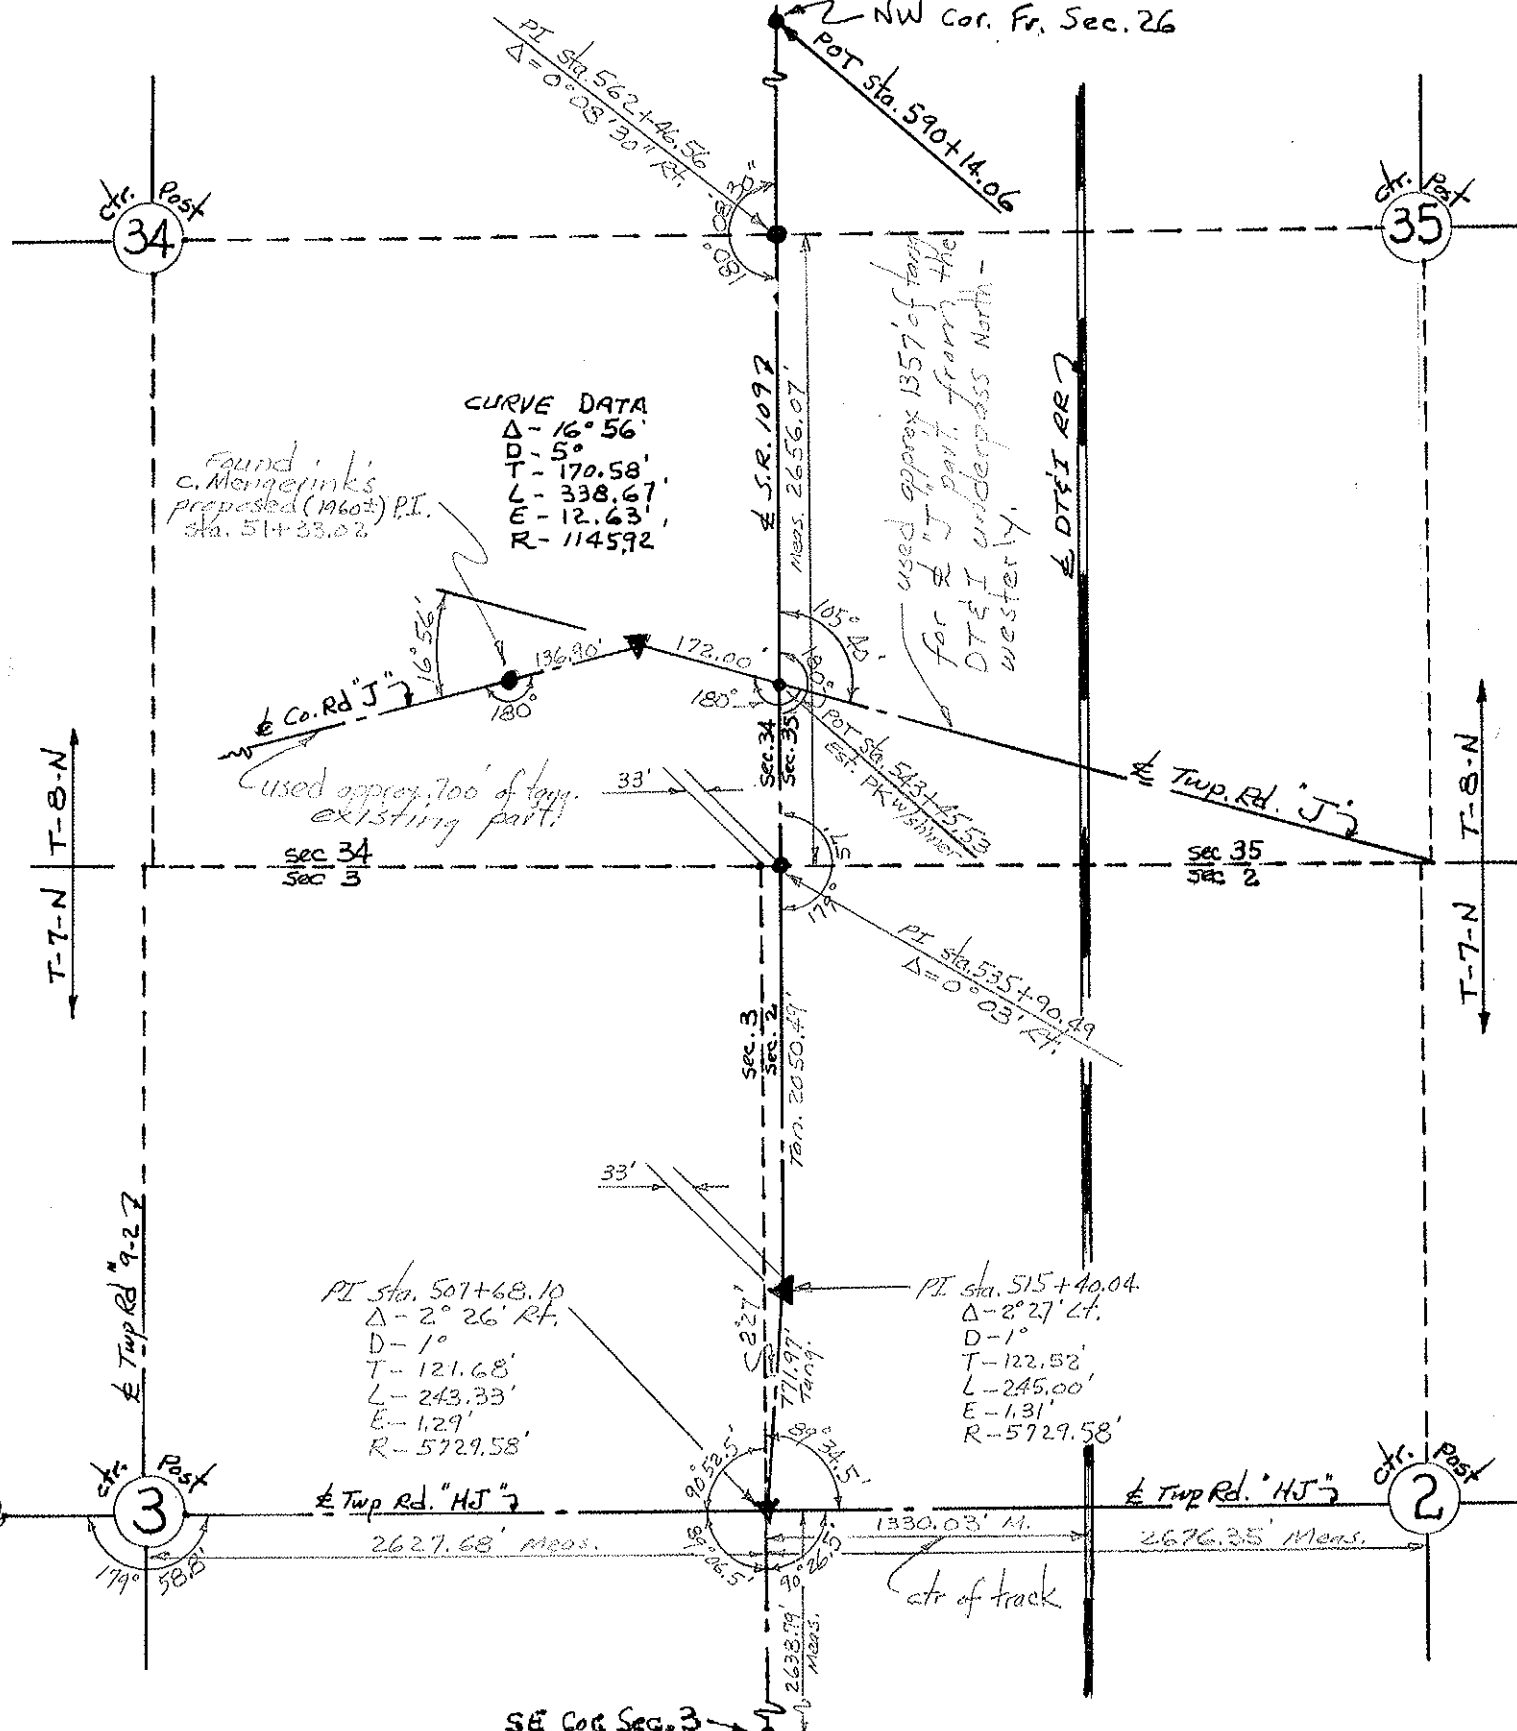 NW Cor. Fr. Sec. 26
PI sta. 562+46.56
Δ = 0° 08' 30" Rt.
POT sta. 590+14.06
ctr. Post
34
180° 08' 30"
ctr. Post
35
CURVE DATA
Δ - 16° 56'
D - 5°
T - 170.58'
L - 338.67'
E - 12.63'
R - 1145.92
Found
C. Mengerink's
proposed (1960±) P.I.
sta. 51+33.02
℄ S.R. 109
Meas. 2656.07'
used approx 1357' of tang
for ℄ "J" pavt. from the
DT&I underpass North-
westerly.
℄ DT&I RR
16° 56'
136.90'
172.00'
105° 40'
180°
180°
180°
℄ Co. Rd "J"
sec. 34
sec. 35
POT sta. 543+45.53
Est. PK w/shiner
℄ Twp. Rd. "J"
used approx. 700' of tang.
existing pavt.
33'
T-8-N
T-7-N
sec 34
sec 3
sec 35
sec 2
T-8-N
T-7-N
179° 57'
PI sta. 535+90.49
Δ = 0° 03' Rt.
sec. 3
sec. 2
Tan. 2050.49'
33'
℄ Twp Rd "9-2"
PI sta. 507+68.10
Δ - 2° 26' Rt.
D - 1°
T - 121.68'
L - 243.33'
E - 1.29'
R - 5729.58'
2°27'
771.97'
Tang.
PI sta. 515+40.04
Δ - 2° 27' Lt.
D - 1°
T - 122.52'
L - 245.00'
E - 1.31'
R - 5729.58'
90° 52.5'
89° 34.5'
ctr. Post
3
℄ Twp Rd. "HJ"
℄ Twp Rd. "HJ"
ctr. Post
2
179° 58.8'
2627.68' Meas.
89° 06.5'
90° 26.5'
1330.03' M.
2676.35' Meas.
ctr of track
2638.79'
Meas.
SE Cor Sec. 3